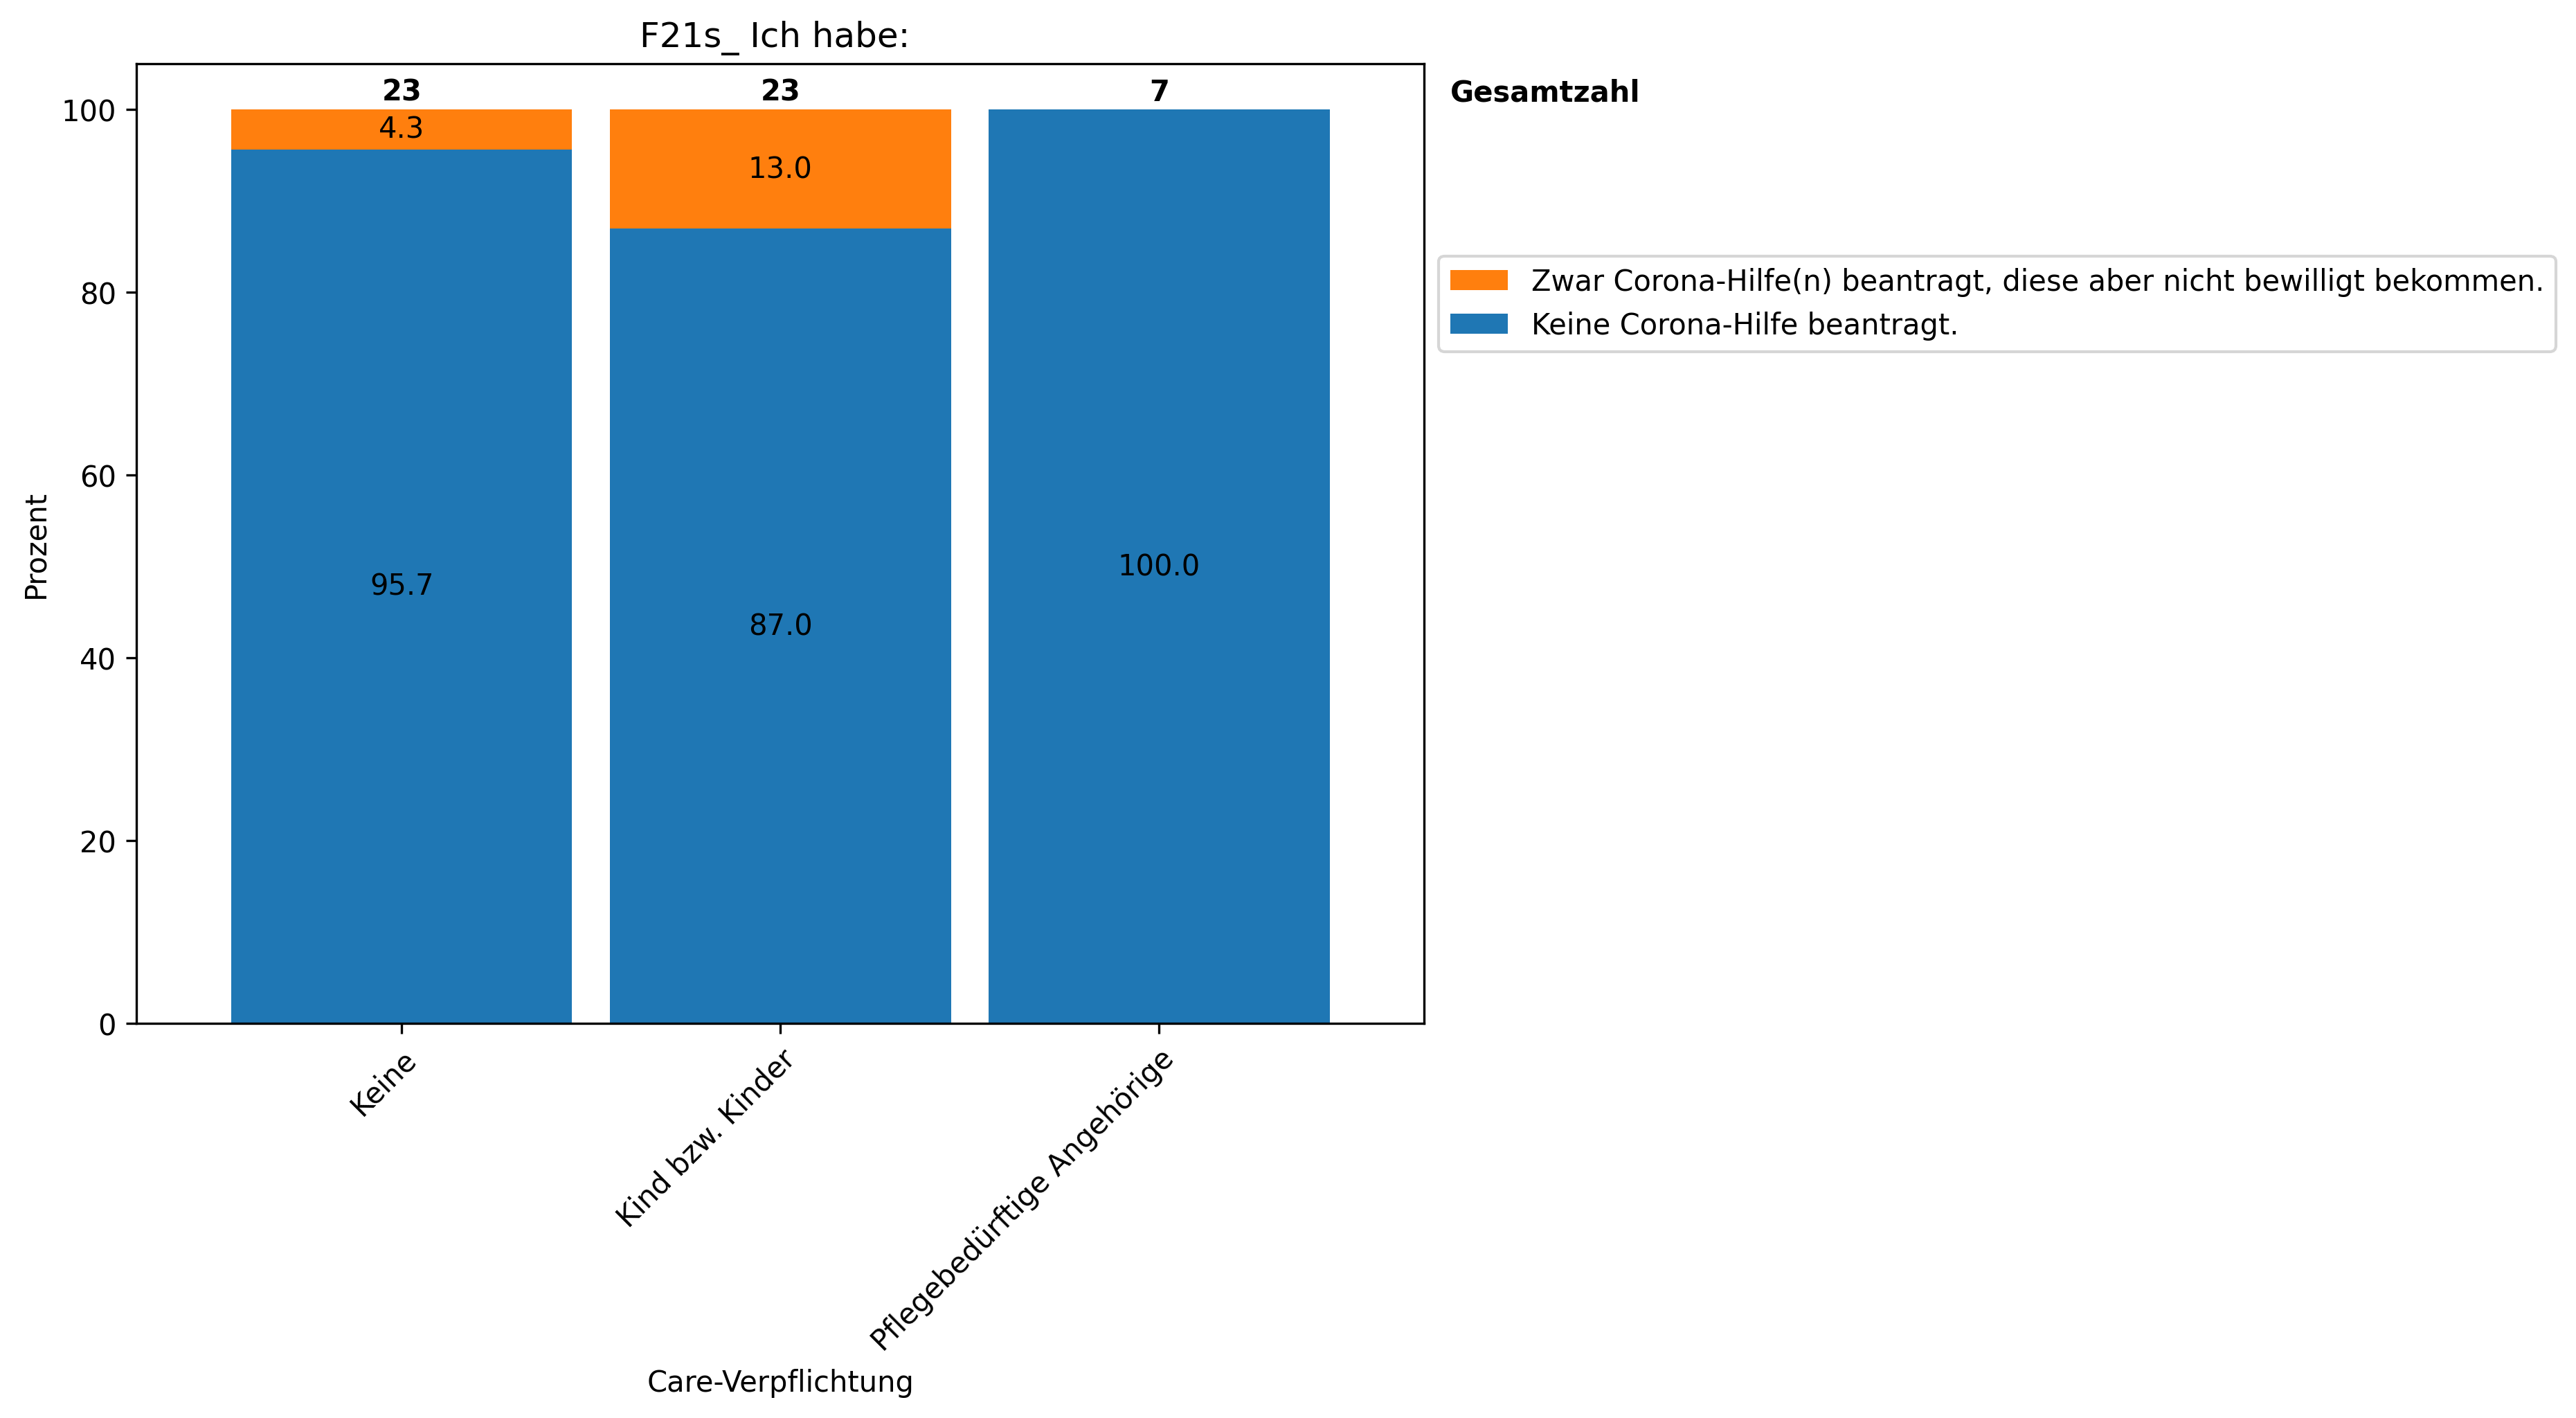 F21s_ Ich habe:
23
23
7
Gesamtzahl
100
80
60
40
20
0
Prozent
4.3
13.0
95.7
87.0
100.0
Zwar Corona-Hilfe(n) beantragt, diese aber nicht bewilligt bekommen.
Keine Corona-Hilfe beantragt.
Keine
Kind bzw. Kinder
Pflegebedürftige Angehörige
Care-Verpflichtung